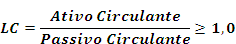 LC = Ativo Circulante / Passivo Circulante ≥ 1,0